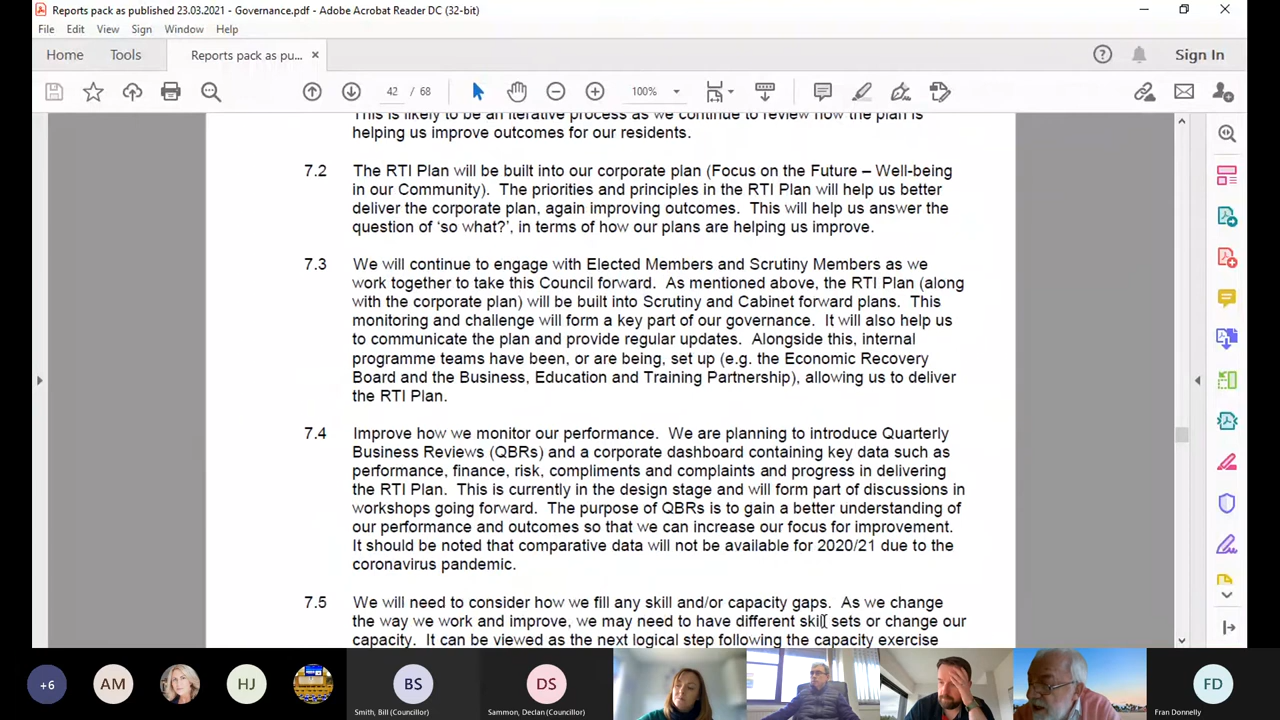 Reports pack as published 23.03.2021 - Governance.pdf - Adobe Acrobat Reader DC (32-bit)
File Edit View Sign Window Help
Home Tools Reports pack as pu... × Sign In
42 / 68 100%
This is likely to be an iterative process as we continue to review how the plan is
helping us improve outcomes for our residents.
7.2 The RTI Plan will be built into our corporate plan (Focus on the Future – Well-being
in our Community). The priorities and principles in the RTI Plan will help us better
deliver the corporate plan, again improving outcomes. This will help us answer the
question of ‘so what?’, in terms of how our plans are helping us improve.
7.3 We will continue to engage with Elected Members and Scrutiny Members as we
work together to take this Council forward. As mentioned above, the RTI Plan (along
with the corporate plan) will be built into Scrutiny and Cabinet forward plans. This
monitoring and challenge will form a key part of our governance. It will also help us
to communicate the plan and provide regular updates. Alongside this, internal
programme teams have been, or are being, set up (e.g. the Economic Recovery
Board and the Business, Education and Training Partnership), allowing us to deliver
the RTI Plan.
7.4 Improve how we monitor our performance. We are planning to introduce Quarterly
Business Reviews (QBRs) and a corporate dashboard containing key data such as
performance, finance, risk, compliments and complaints and progress in delivering
the RTI Plan. This is currently in the design stage and will form part of discussions in
workshops going forward. The purpose of QBRs is to gain a better understanding of
our performance and outcomes so that we can increase our focus for improvement.
It should be noted that comparative data will not be available for 2020/21 due to the
coronavirus pandemic.
7.5 We will need to consider how we fill any skill and/or capacity gaps. As we change
the way we work and improve, we may need to have different skill sets or change our
capacity. It can be viewed as the next logical step following the capacity exercise
+6 AM HJ BS DS FD
Smith, Bill (Councillor) Sammon, Declan (Councillor) Fran Donnelly